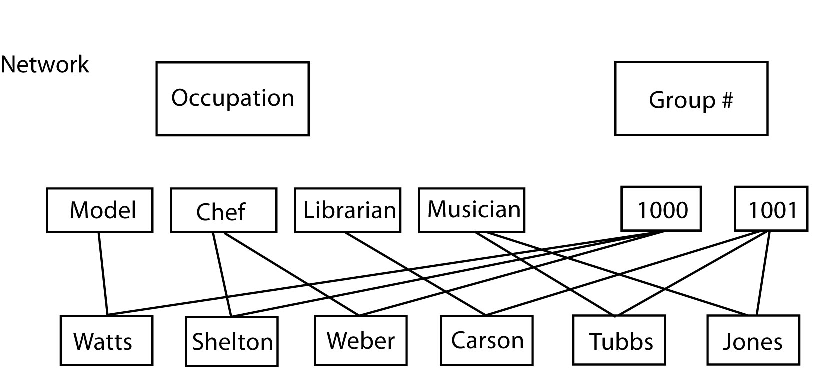 Network
Occupation
Group #
Model
Chef
Librarian
Musician
1000
1001
Watts
Shelton
Weber
Carson
Tubbs
Jones